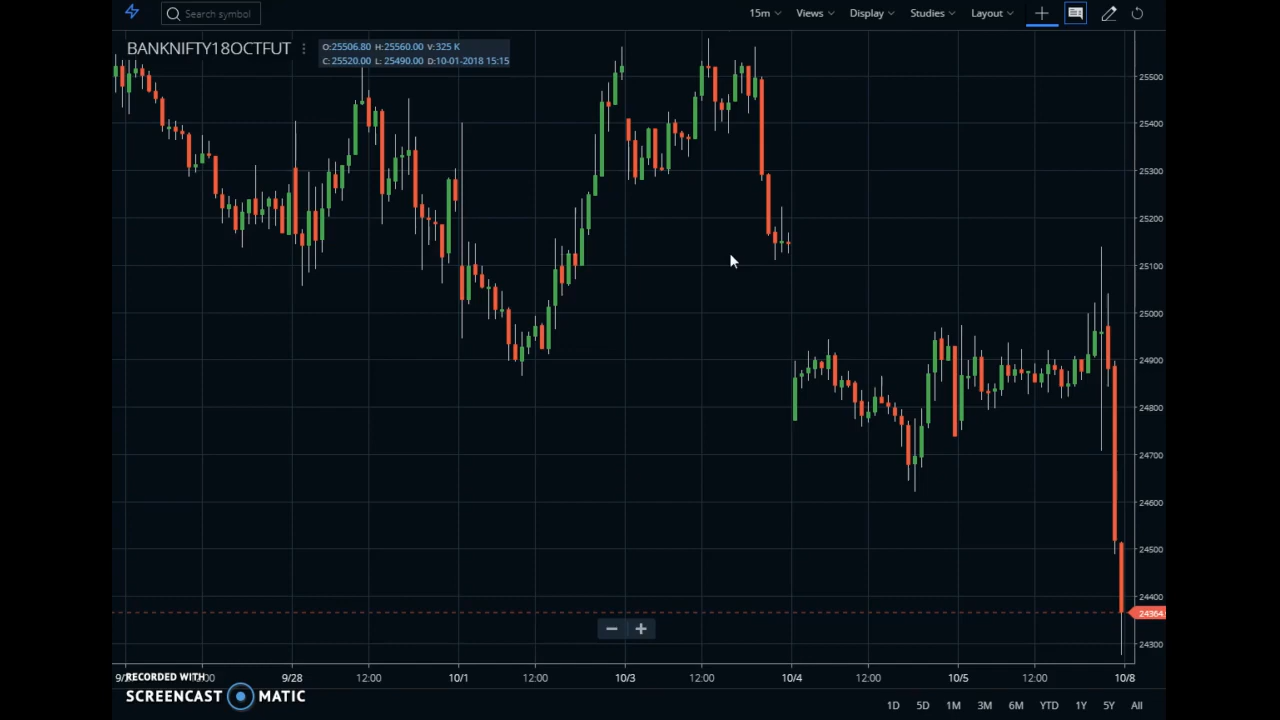 Search symbol
15m Views Display Studies Layout
BANKNIFTY18OCTFUT
O:25506.80 H:25560.00 V:325 K
C:25520.00 L: 25490.00 D:10-01-2018 15:15
25500
25400
25300
25200
25100
25000
24900
24800
24700
24600
24500
24400
24364
24300
9/28 12:00 10/1 12:00 10/3 12:00 10/4 12:00 10/5 12:00 10/8
RECORDED WITH
SCREENCAST MATIC
1D 5D 1M 3M 6M YTD 1Y 5Y All